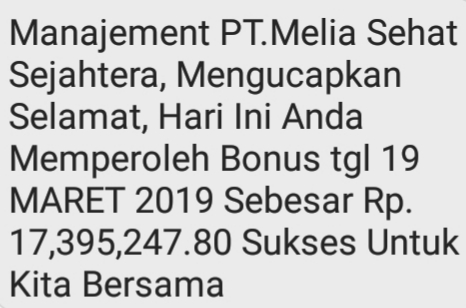 Manajement PT.Melia Sehat
Sejahtera, Mengucapkan
Selamat, Hari Ini Anda
Memperoleh Bonus tgl 19
MARET 2019 Sebesar Rp.
17,395,247.80 Sukses Untuk
Kita Bersama